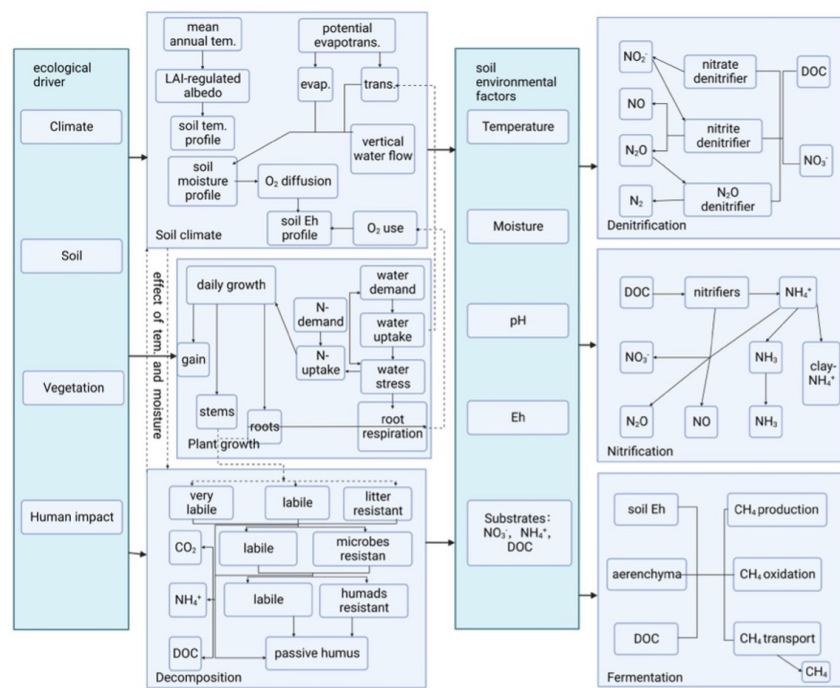 ecological
driver
Climate
Soil
Vegetation
Human impact
mean
annual tem.
LAI-regulated
albedo
soil tem.
profile
potential
evapotrans.
evap.
trans.
vertical
water flow
soil
moisture
profile
O₂ diffusion
soil Eh
profile
O₂ use
Soil climate
effect of tem. and moisture
daily growth
N-
demand
N-
uptake
water
demand
water
uptake
water
stress
root
respiration
gain
stems
roots
Plant growth
very
labile
labile
litter
resistant
CO₂
labile
microbes
resistan
NH₄⁺
labile
humads
resistant
DOC
passive humus
Decomposition
soil
environmental
factors
Temperature
Moisture
pH
Eh
Substrates:
NO₃⁻, NH₄⁺,
DOC
NO₂⁻
nitrate
denitrifier
DOC
NO
nitrite
denitrifier
N₂O
NO₃⁻
N₂
N₂O
denitrifier
Denitrification
DOC
nitrifiers
NH₄⁺
NO₃⁻
NH₃
clay-
NH₄⁺
N₂O
NO
NH₃
Nitrification
soil Eh
CH₄ production
aerenchyma
CH₄ oxidation
DOC
CH₄ transport
CH₄
Fermentation